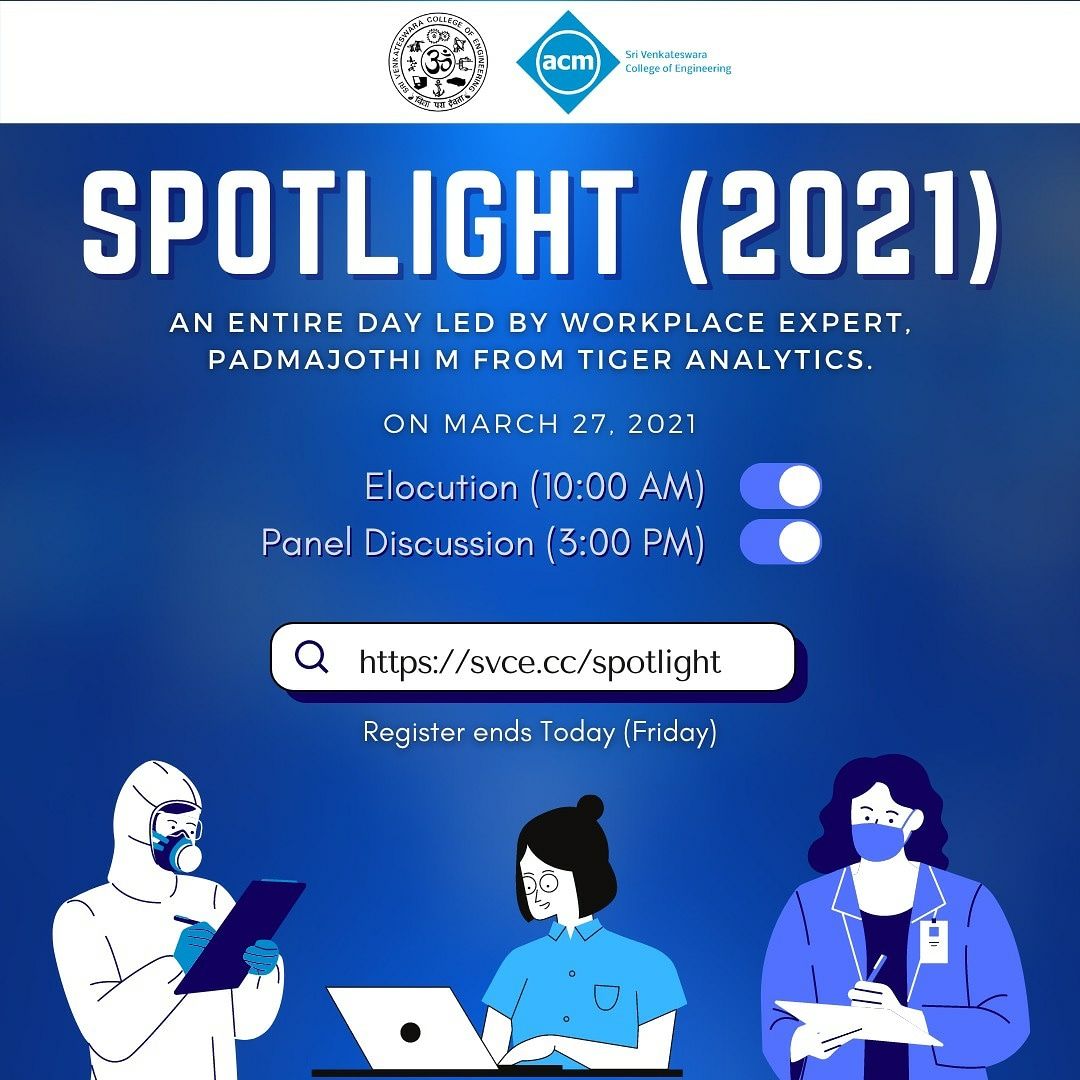 SRI VENKATESWARA COLLEGE OF ENGINEERING
ॐ
विद्या परा देवता
acm
Sri Venkateswara
College of Engineering
SPOTLIGHT (2021)
AN ENTIRE DAY LED BY WORKPLACE EXPERT,
PADMAJOTHI M FROM TIGER ANALYTICS.
ON MARCH 27, 2021
Elocution (10:00 AM)
Panel Discussion (3:00 PM)
https://svce.cc/spotlight
Register ends Today (Friday)